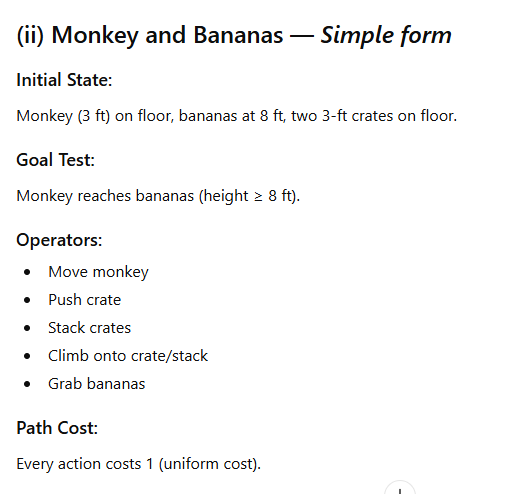 (ii) Monkey and Bananas — Simple form
Initial State:
Monkey (3 ft) on floor, bananas at 8 ft, two 3-ft crates on floor.
Goal Test:
Monkey reaches bananas (height ≥ 8 ft).
Operators:
• Move monkey
• Push crate
• Stack crates
• Climb onto crate/stack
• Grab bananas
Path Cost:
Every action costs 1 (uniform cost).